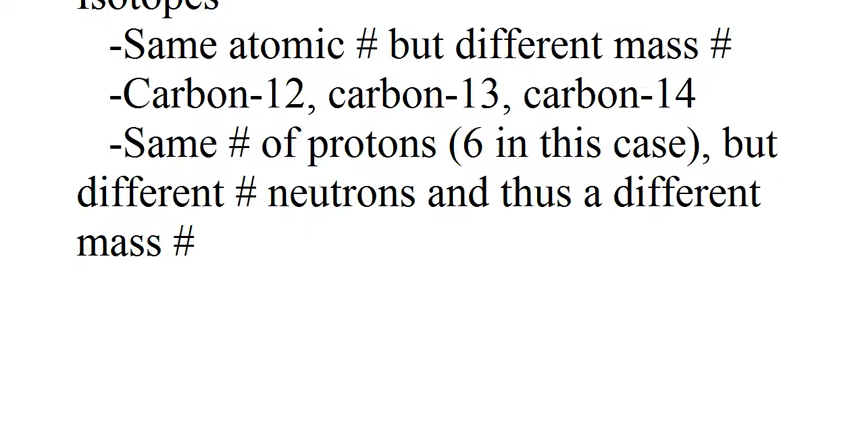 Isotopes
-Same atomic # but different mass #
-Carbon-12, carbon-13, carbon-14
-Same # of protons (6 in this case), but
different # neutrons and thus a different
mass #